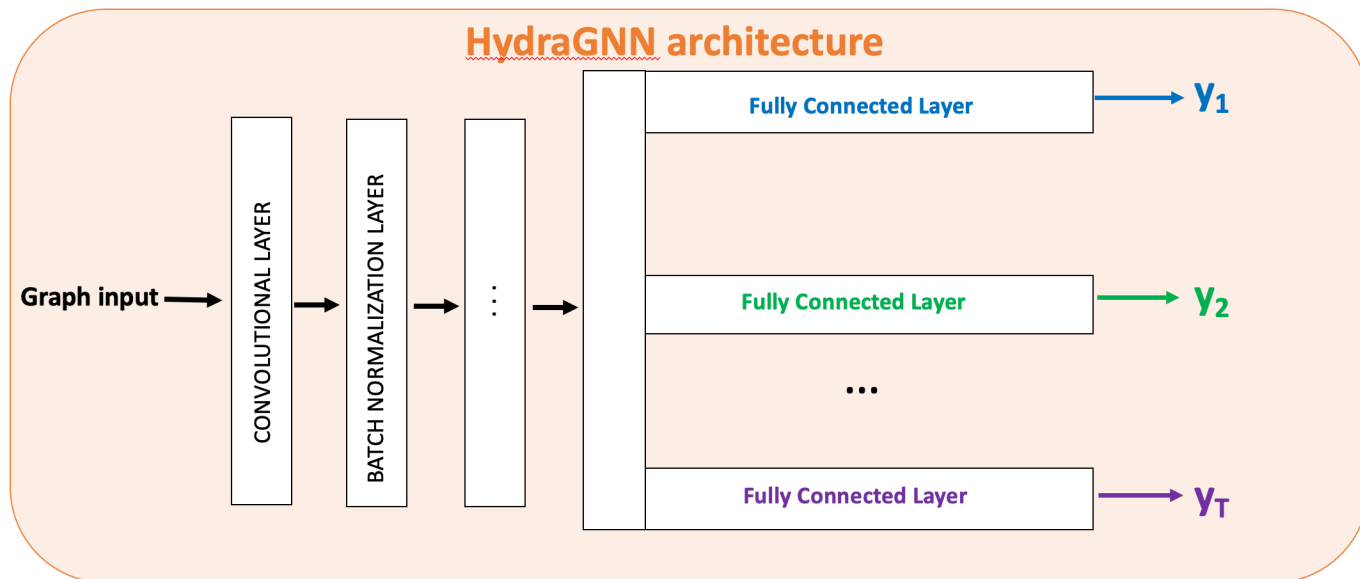 HydraGNN architecture
Graph input
CONVOLUTIONAL LAYER
BATCH NORMALIZATION LAYER
...
Fully Connected Layer
y1
Fully Connected Layer
y2
...
Fully Connected Layer
yT